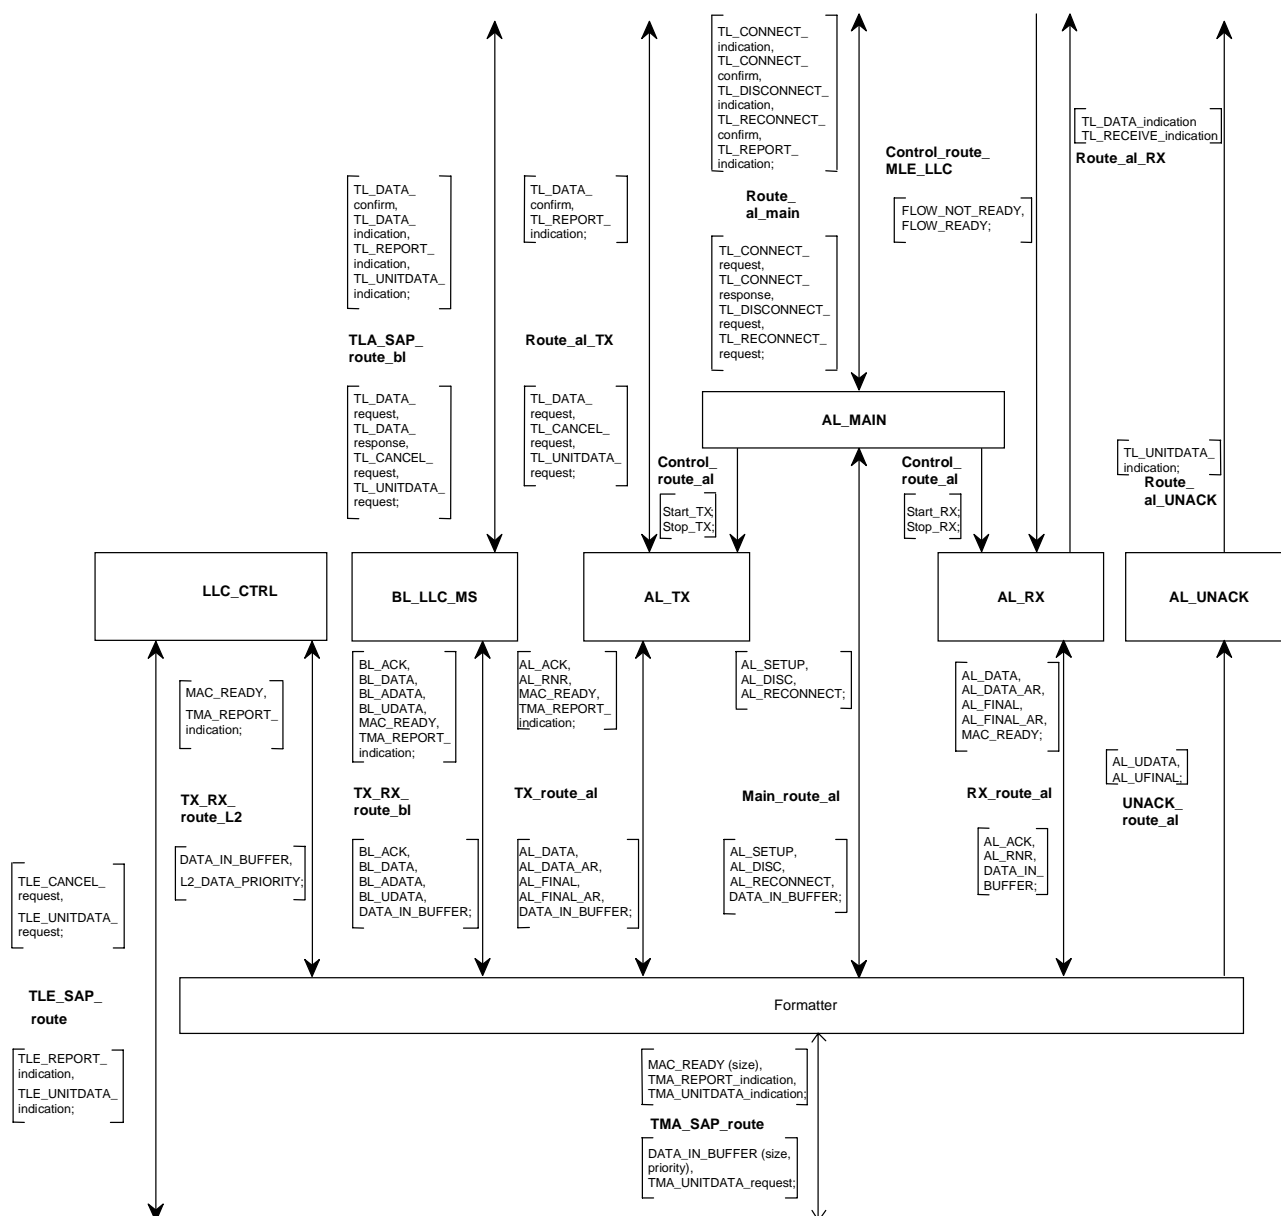 TL_CONNECT_
indication,
TL_CONNECT_
confirm,
TL_DISCONNECT_
indication,
TL_RECONNECT_
confirm,
TL_REPORT_
indication;
Route_
al_main
TL_CONNECT_
request,
TL_CONNECT_
response,
TL_DISCONNECT_
request,
TL_RECONNECT_
request;
Control_route_
MLE_LLC
FLOW_NOT_READY,
FLOW_READY;
TL_DATA_indication
TL_RECEIVE_indication
Route_al_RX
TL_DATA_
confirm,
TL_DATA_
indication,
TL_REPORT_
indication,
TL_UNITDATA_
indication;
TLA_SAP_
route_bl
TL_DATA_
request,
TL_DATA_
response,
TL_CANCEL_
request,
TL_UNITDATA_
request;
TL_DATA_
confirm,
TL_REPORT_
indication;
Route_al_TX
TL_DATA_
request,
TL_CANCEL_
request,
TL_UNITDATA_
request;
AL_MAIN
Control_
route_al
Start_TX;
Stop_TX;
Control_
route_al
Start_RX;
Stop_RX;
TL_UNITDATA_
indication;
Route_
al_UNACK
LLC_CTRL
BL_LLC_MS
AL_TX
AL_RX
AL_UNACK
MAC_READY,
TMA_REPORT_
indication;
TX_RX_
route_L2
DATA_IN_BUFFER,
L2_DATA_PRIORITY;
BL_ACK,
BL_DATA,
BL_ADATA,
BL_UDATA,
MAC_READY,
TMA_REPORT_
indication;
TX_RX_
route_bl
BL_ACK,
BL_DATA,
BL_ADATA,
BL_UDATA,
DATA_IN_BUFFER;
AL_ACK,
AL_RNR,
MAC_READY,
TMA_REPORT_
indication;
TX_route_al
AL_DATA,
AL_DATA_AR,
AL_FINAL,
AL_FINAL_AR,
DATA_IN_BUFFER;
AL_SETUP,
AL_DISC,
AL_RECONNECT;
Main_route_al
AL_SETUP,
AL_DISC,
AL_RECONNECT,
DATA_IN_BUFFER;
AL_DATA,
AL_DATA_AR,
AL_FINAL,
AL_FINAL_AR,
MAC_READY;
RX_route_al
AL_ACK,
AL_RNR,
DATA_IN_
BUFFER;
AL_UDATA,
AL_UFINAL;
UNACK_
route_al
TLE_CANCEL_
request,
TLE_UNITDATA_
request;
TLE_SAP_
route
TLE_REPORT_
indication,
TLE_UNITDATA_
indication;
Formatter
MAC_READY (size),
TMA_REPORT_indication,
TMA_UNITDATA_indication;
TMA_SAP_route
DATA_IN_BUFFER (size,
priority),
TMA_UNITDATA_request;